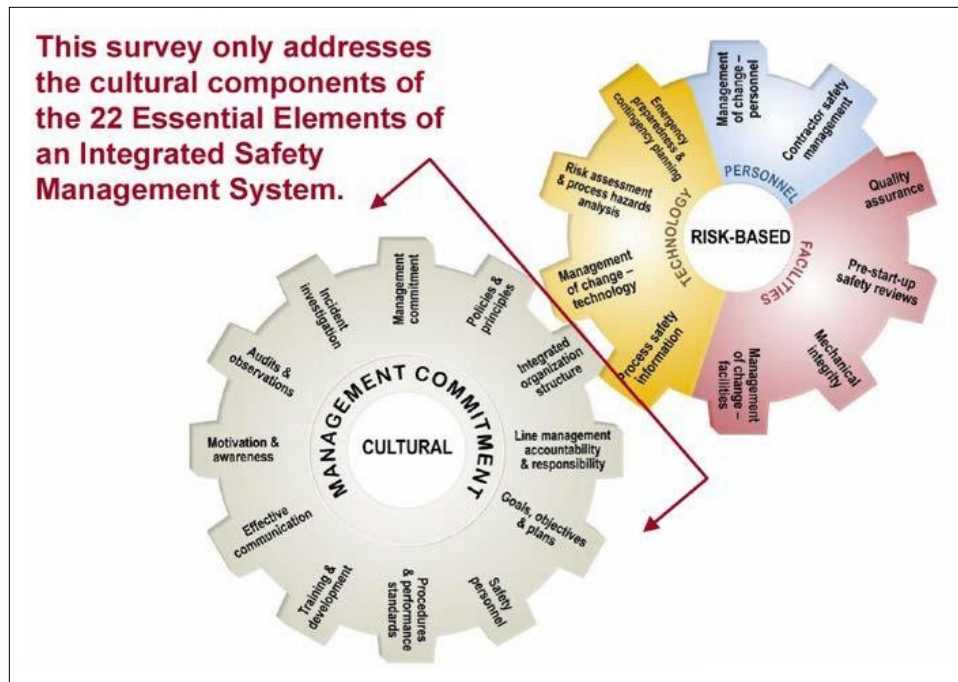 This survey only addresses
the cultural components of
the 22 Essential Elements of
an Integrated Safety
Management System.
Emergency
preparedness &
contingency planning
Management
of change –
personnel
Contractor safety
management
Risk assessment
& process hazards
analysis
Management of
change –
technology
Process safety
information
TECHNOLOGY
PERSONNEL
RISK-BASED
FACILITIES
Quality
assurance
Pre-start-up
safety reviews
Mechanical
integrity
Management
of change –
facilities
Management
commitment
Policies &
principles
Integrated
organization
structure
Line management
accountability
& responsibility
Goals, objectives
& plans
Safety
personnel
Procedures
& performance
standards
Training &
development
Effective
communication
Motivation &
awareness
Audits &
observations
Incident
investigation
MANAGEMENT COMMITMENT
CULTURAL